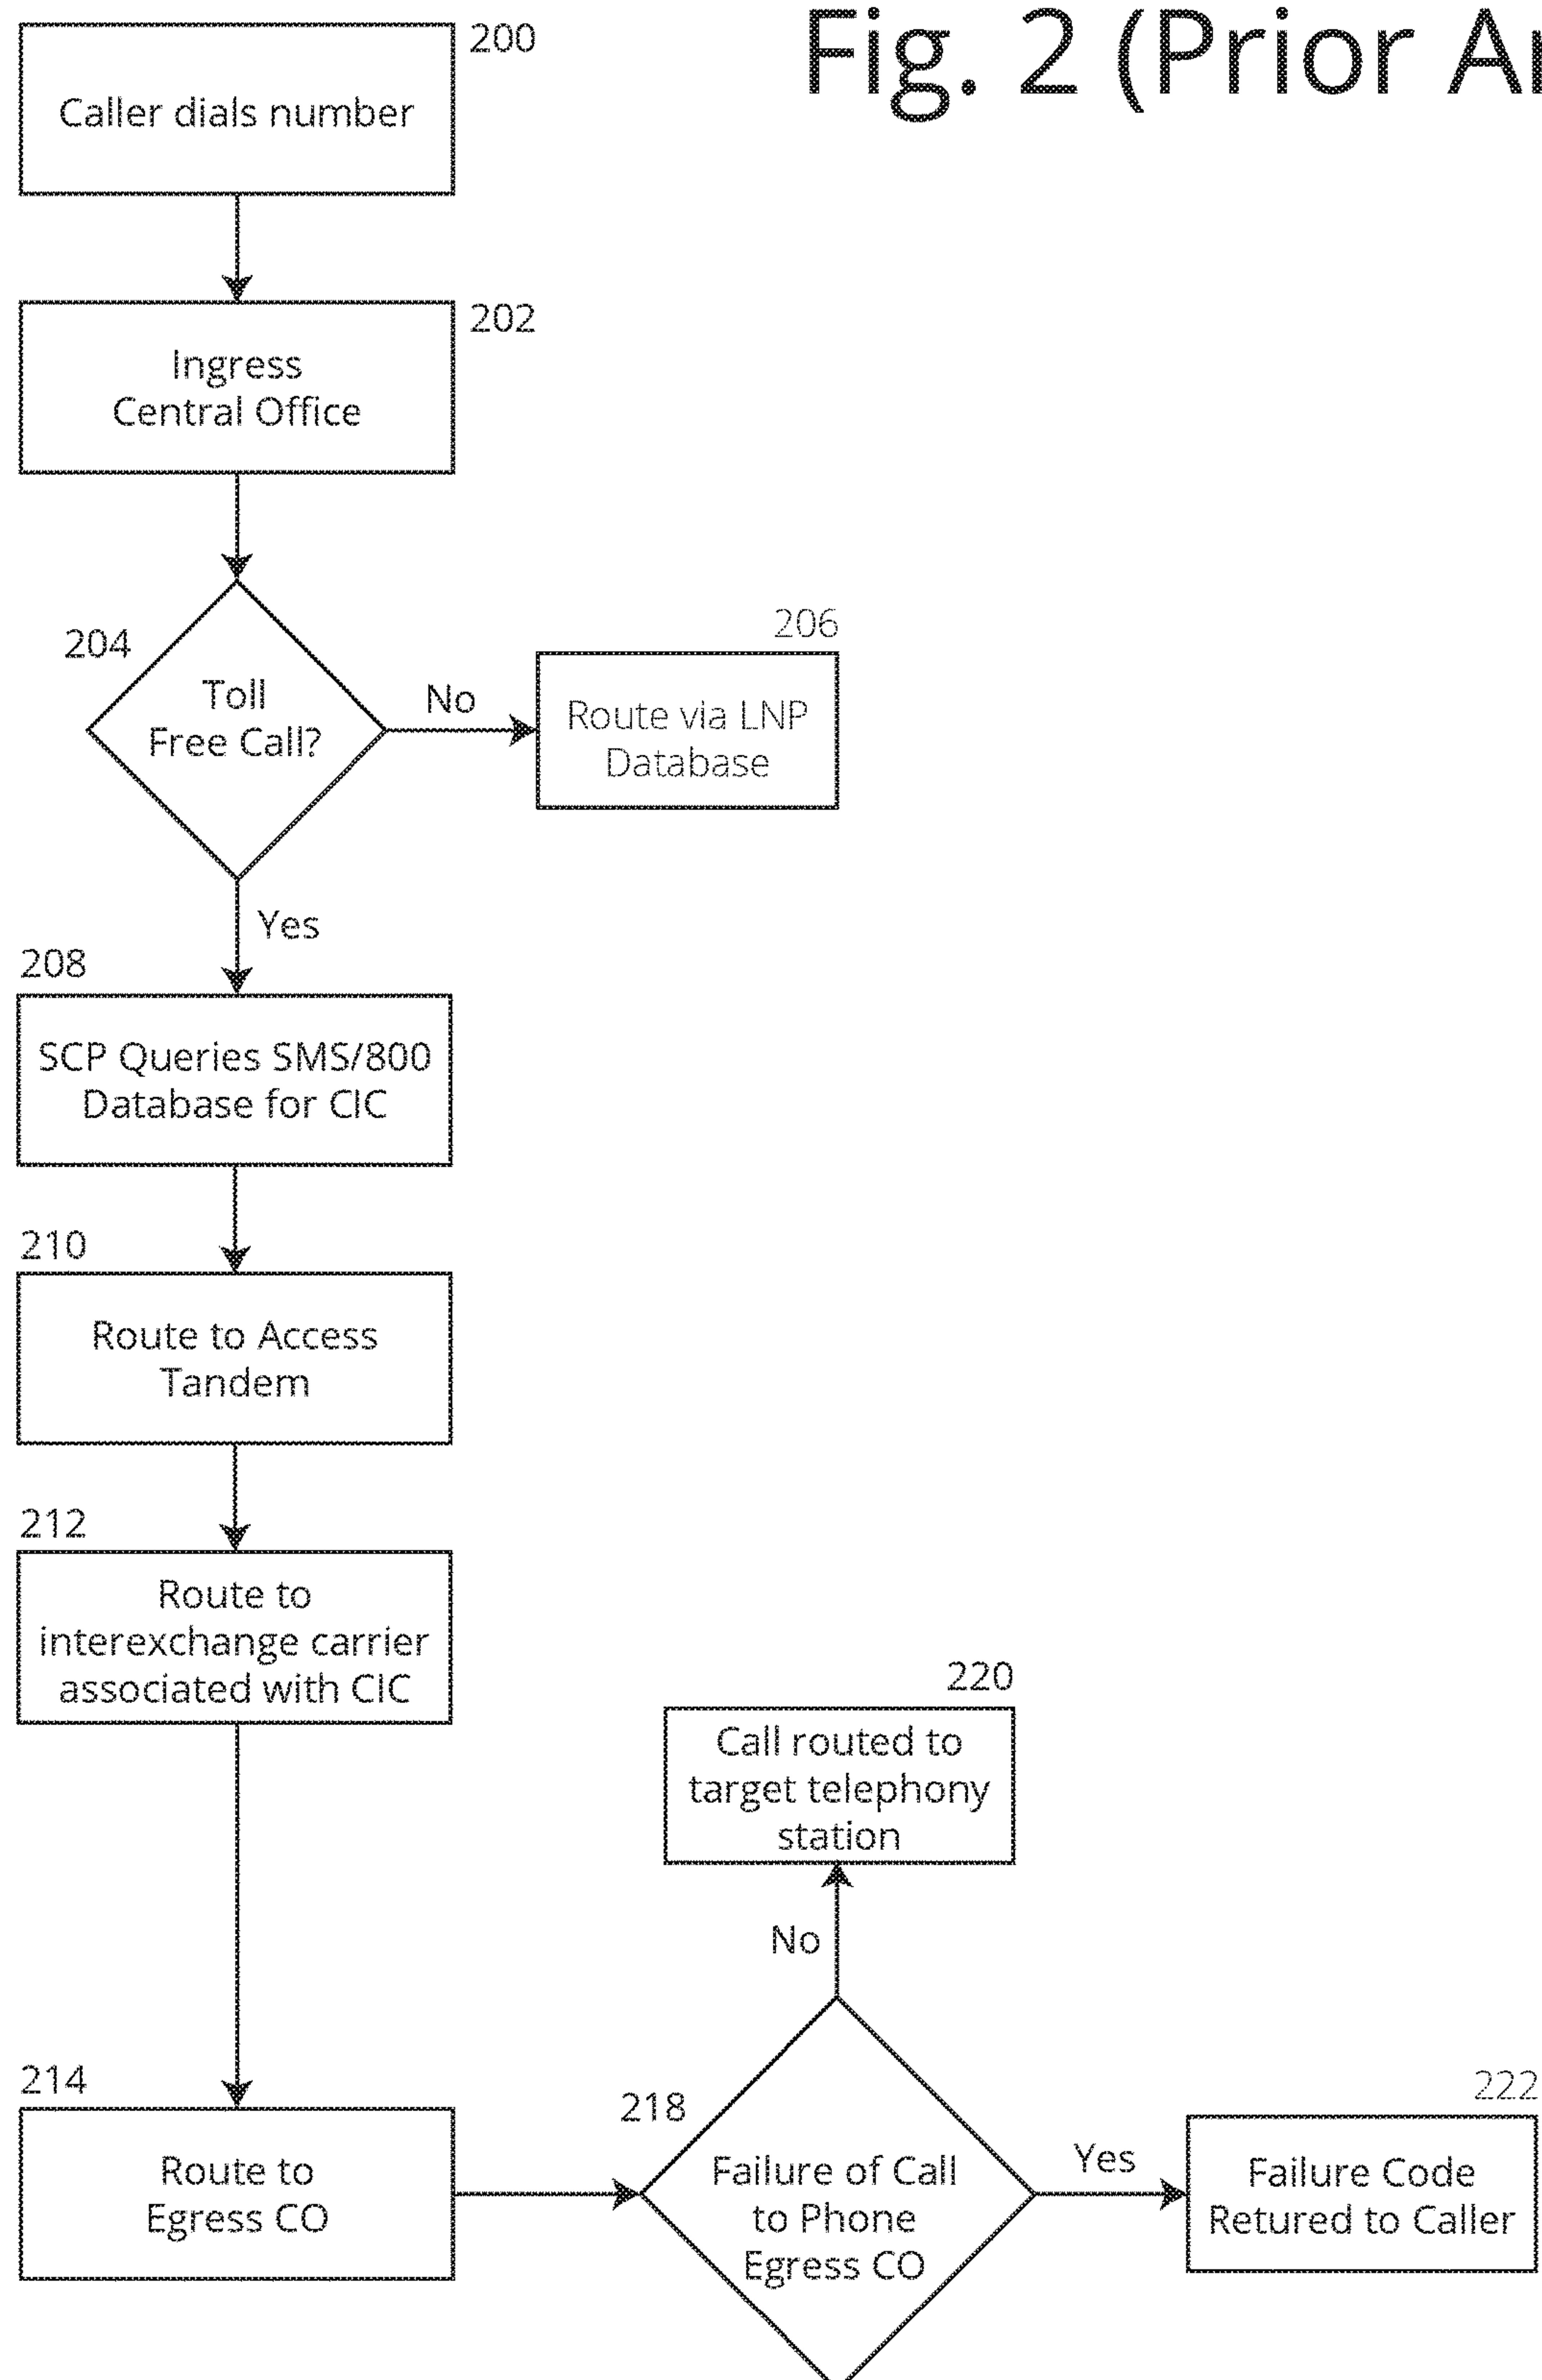 Fig. 2 (Prior Ar
200
Caller dials number
202
Ingress
Central Office
204
Toll
Free Call?
No
206
Route via LNP
Database
Yes
208
SCP Queries SMS/800
Database for CIC
210
Route to Access
Tandem
212
Route to
interexchange carrier
associated with CIC
220
Call routed to
target telephony
station
No
214
Route to
Egress CO
218
Failure of Call
to Phone
Egress CO
Yes
222
Failure Code
Retured to Caller